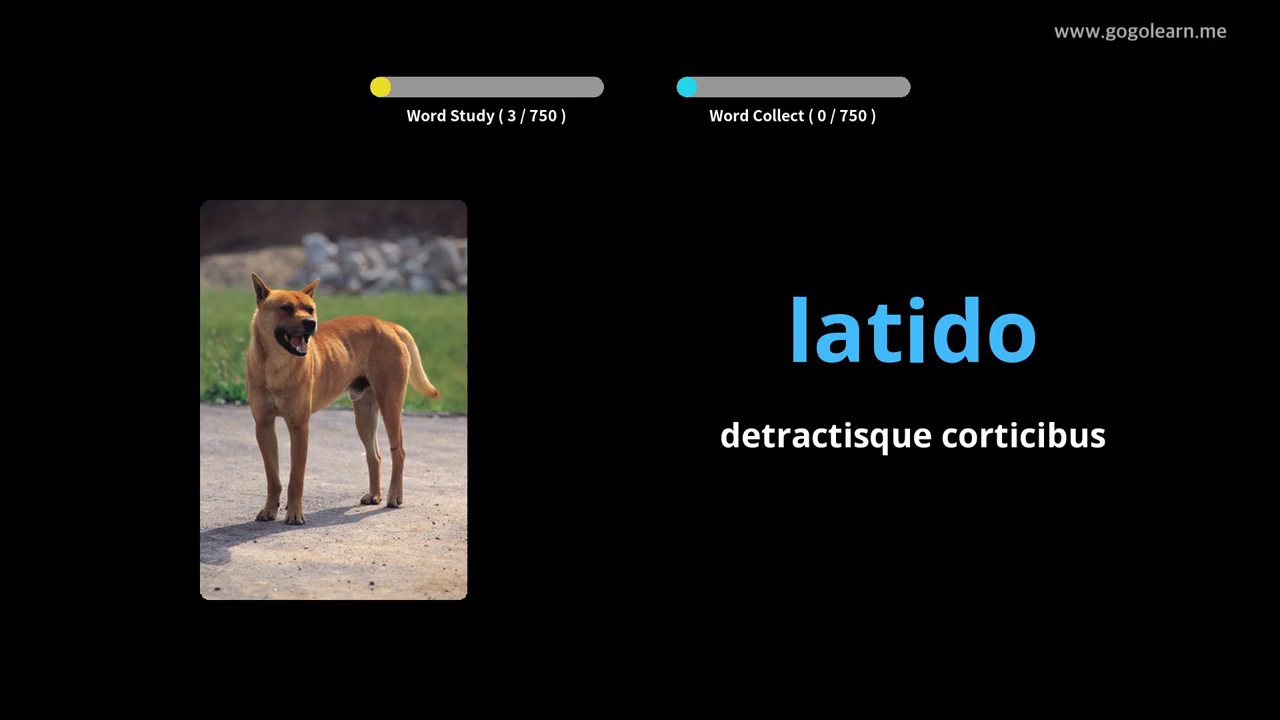 www.gogolearn.me
Word Study ( 3 / 750 )
Word Collect ( 0 / 750 )
latido
detractisque corticibus